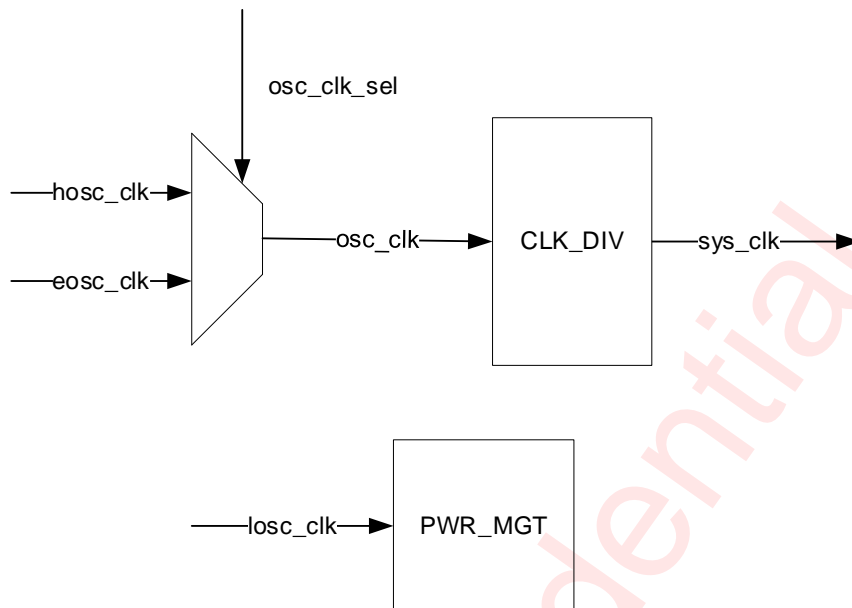 osc_clk_sel
hosc_clk
osc_clk
CLK_DIV
sys_clk
eosc_clk
losc_clk
PWR_MGT
dential